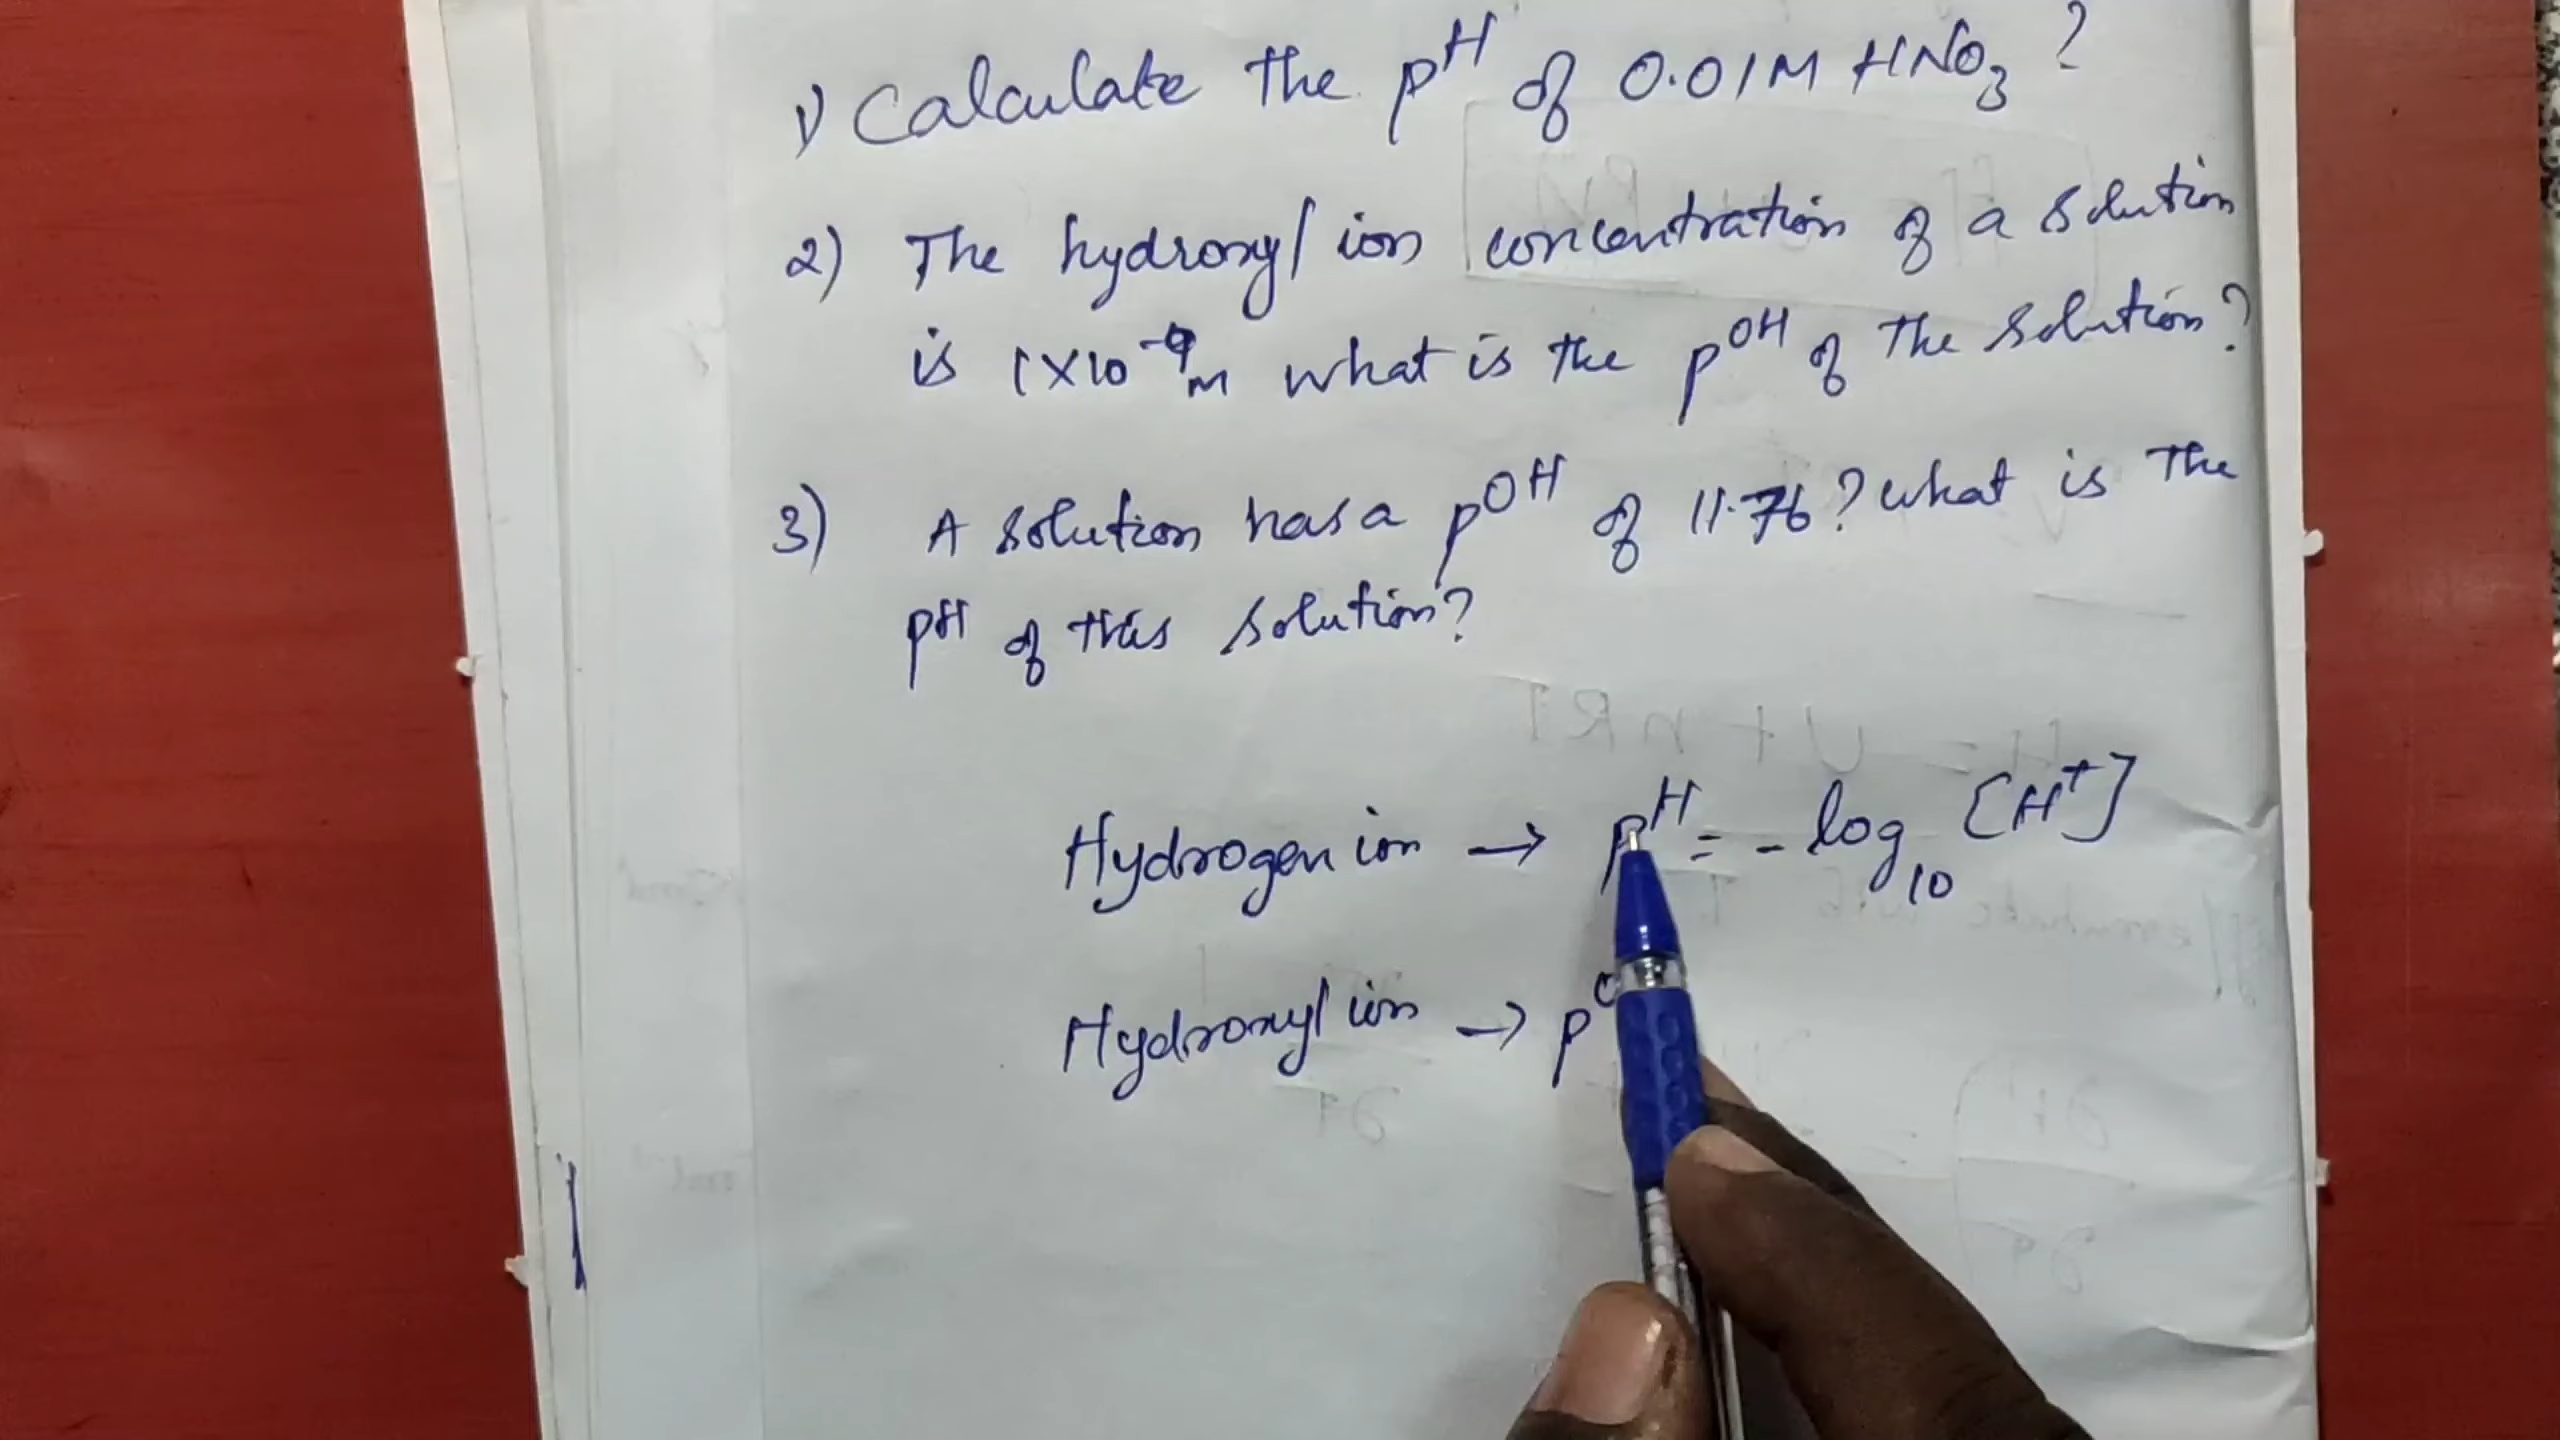 1) Calculate the pH of 0.01M HNO3 ?
2) The hydroxyl ion concentration of a solution
is 1×10⁻⁹M what is the pOH of the solution?
3) A solution has a pOH of 11.76? what is the
pH of this solution?
Hydrogen ion → pH = - log10 [H⁺]
Hydroxyl ion → pO